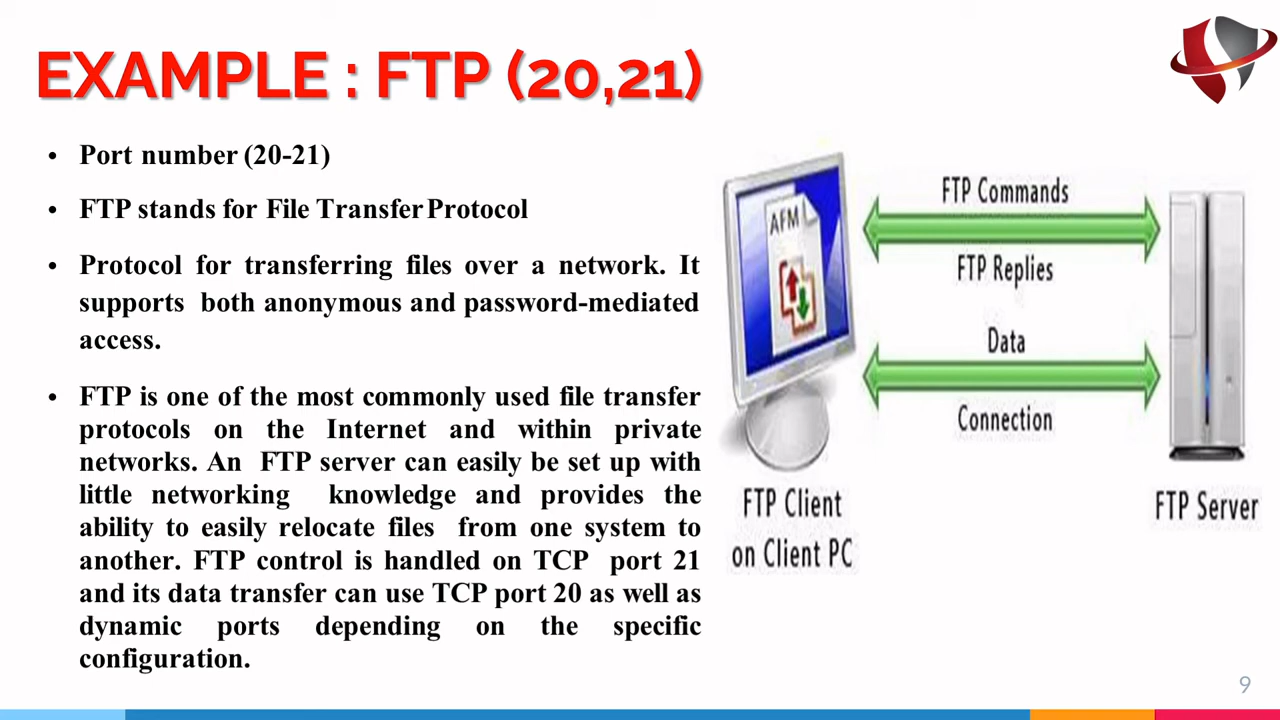 EXAMPLE : FTP (20,21)
• Port number (20-21)
• FTP stands for File Transfer Protocol
• Protocol for transferring files over a network. It
supports both anonymous and password-mediated
access.
• FTP is one of the most commonly used file transfer
protocols on the Internet and within private
networks. An FTP server can easily be set up with
little networking knowledge and provides the
ability to easily relocate files from one system to
another. FTP control is handled on TCP port 21
and its data transfer can use TCP port 20 as well as
dynamic ports depending on the specific
configuration.
AFM
FTP Commands
FTP Replies
Data
Connection
FTP Client
on Client PC
FTP Server
9